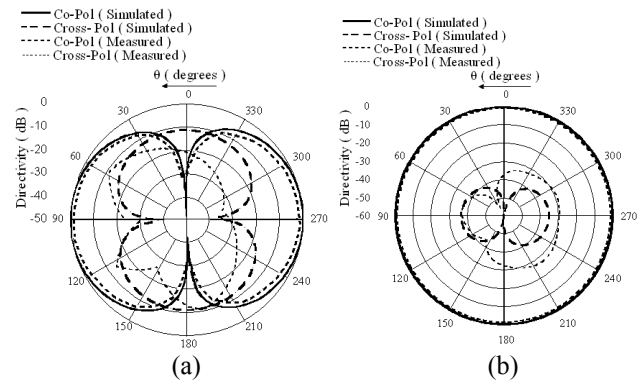 Co-Pol ( Simulated )
Cross- Pol ( Simulated )
Co-Pol ( Measured )
Cross-Pol ( Measured )
θ ( degrees )
0
30
330
60
300
90
270
120
240
150
210
180
Directivity ( dB )
0
-10
-20
-30
-40
-50
(a)
Co-Pol ( Simulated )
Cross-Pol ( Simulated )
Co-Pol ( Measured )
Cross-Pol ( Measured )
θ ( degrees )
0
30
330
60
300
90
270
120
240
150
210
180
Directivity ( dB )
0
-10
-20
-30
-40
-50
-60
(b)